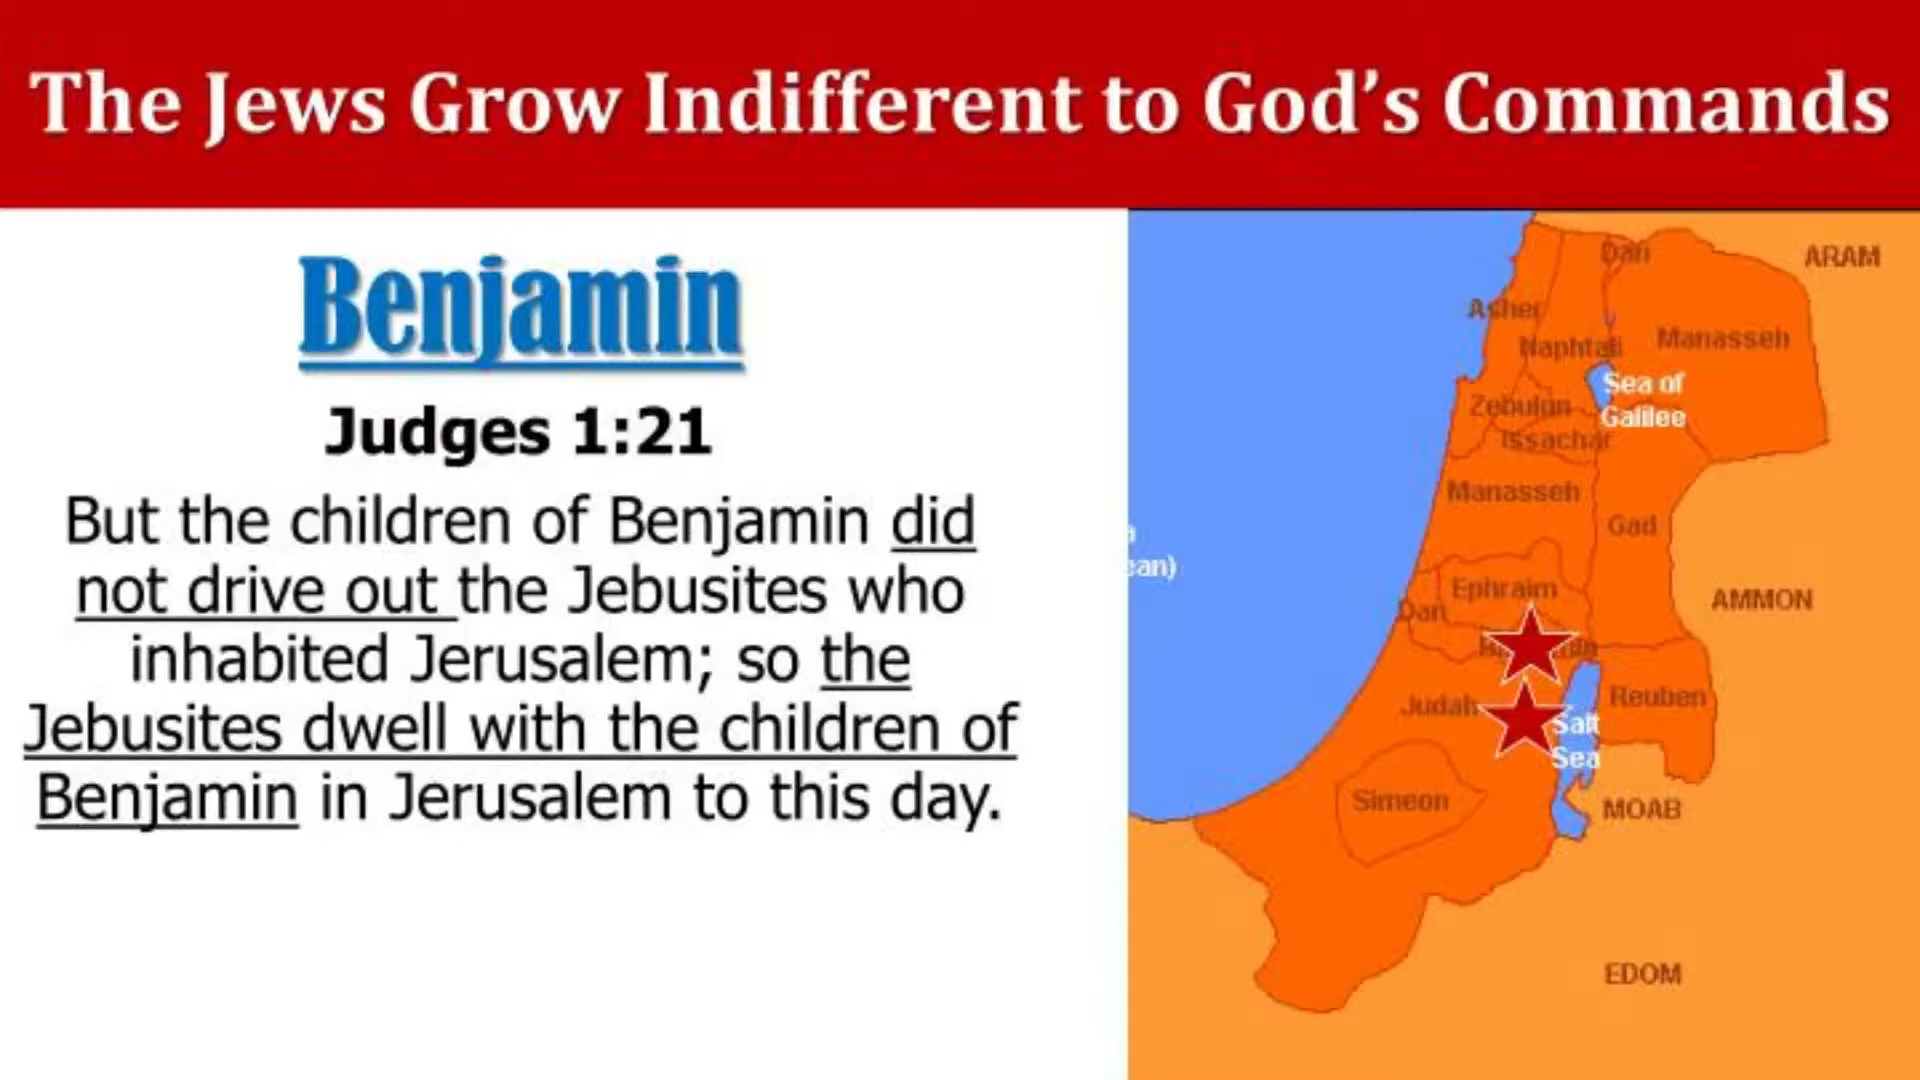 The Jews Grow Indifferent to God's Commands
Benjamin
Judges 1:21
But the children of Benjamin did
not drive out the Jebusites who
inhabited Jerusalem; so the
Jebusites dwell with the children of
Benjamin in Jerusalem to this day.
Dan
ARAM
Asher
Naphtali
Manasseh
Sea of
Galilee
Zebulun
Issachar
Manasseh
Gad
ean)
Ephraim
AMMON
Dan
Judah
Reuben
Salt
Sea
Simeon
MOAB
EDOM